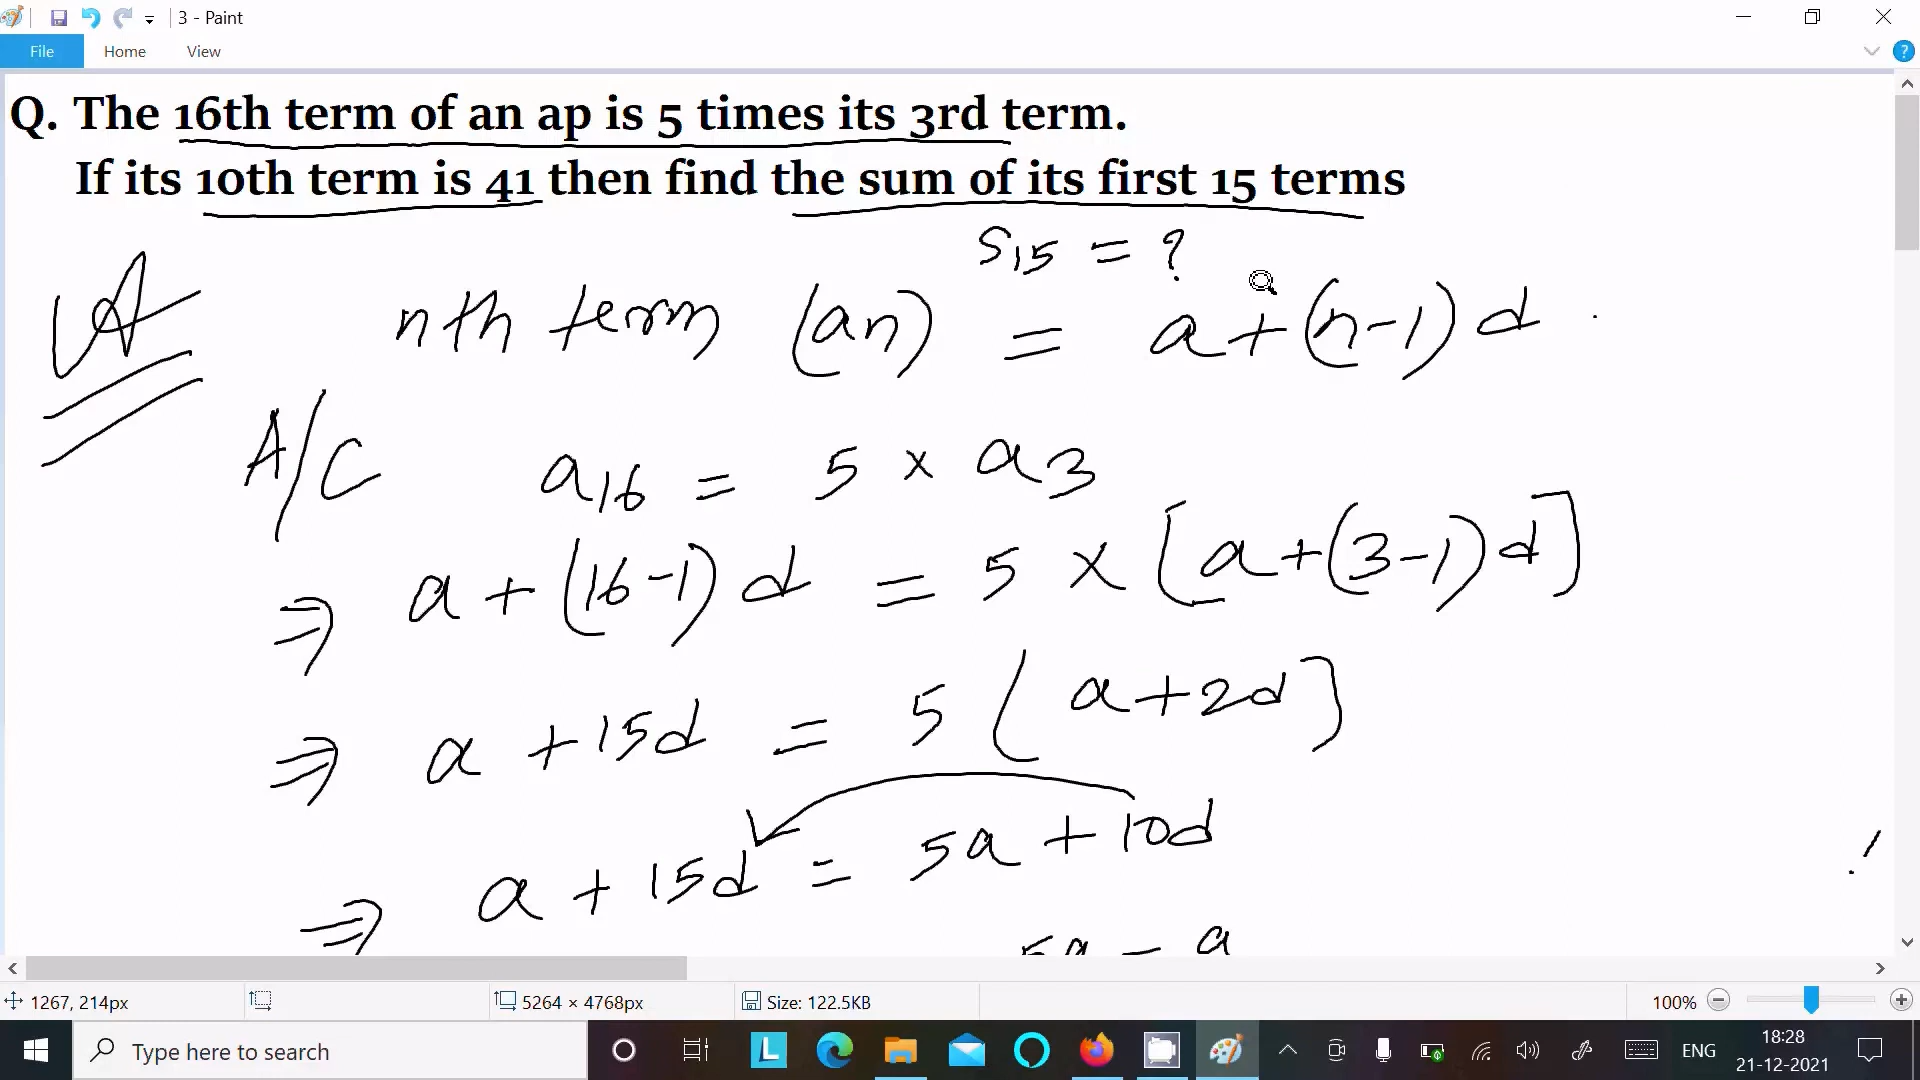 3 - Paint
File Home View
Q. The 16th term of an ap is 5 times its 3rd term.
If its 10th term is 41 then find the sum of its first 15 terms
S15 = ?
A nth term (an) = a+(n-1)d
A/C a16 = 5 × a3
⇒ a + (16-1)d = 5 × [a+(3-1)d]
⇒ a + 15d = 5(a+2d]
⇒ a + 15d = 5a + 10d
5a - a
1267, 214px 5264 × 4768px Size: 122.5KB 100%
Type here to search L ENG 18:28
21-12-2021